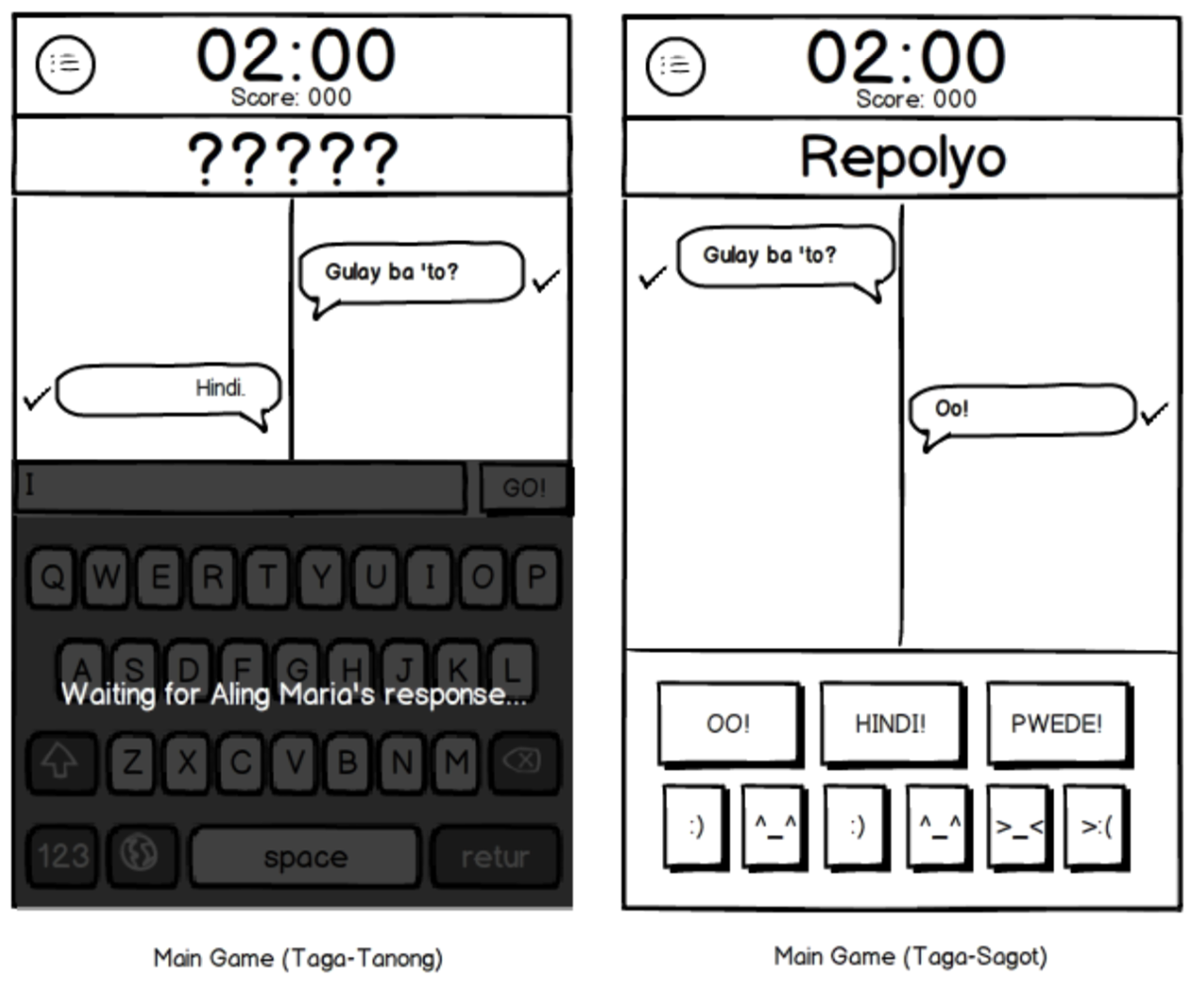 02:00
Score: 000
?????
Gulay ba 'to?
Hindi.
I
GO!
Q W E R T Y U I O P
A S D F G H J K L
Waiting for Aling Maria's response...
Z X C V B N M
123
space
retur
Main Game (Taga-Tanong)
02:00
Score: 000
Repolyo
Gulay ba 'to?
Oo!
OO! HINDI! PWEDE!
:) ^_^ :) ^_^ >_< >:(
Main Game (Taga-Sagot)